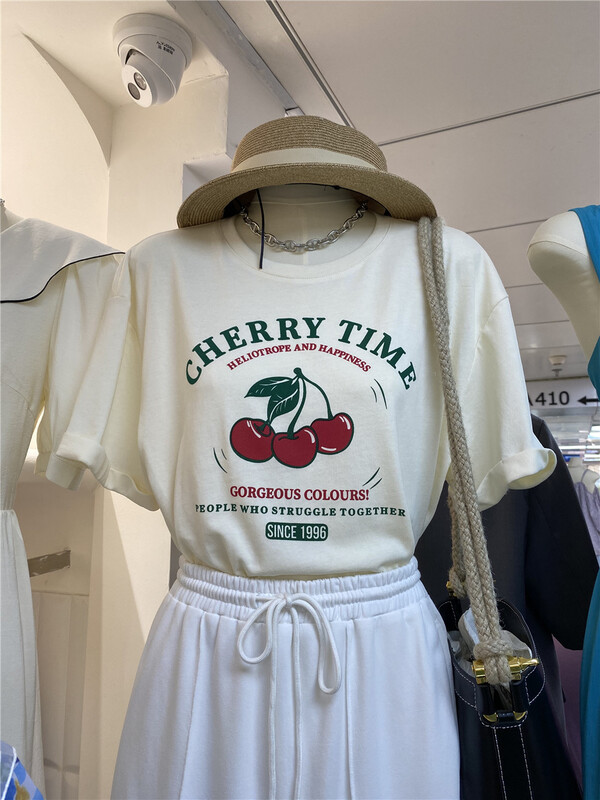 CHERRY TIME
HELIOTROPE AND HAPPINESS
GORGEOUS COLOURS!
PEOPLE WHO STRUGGLE TOGETHER
SINCE 1996
410